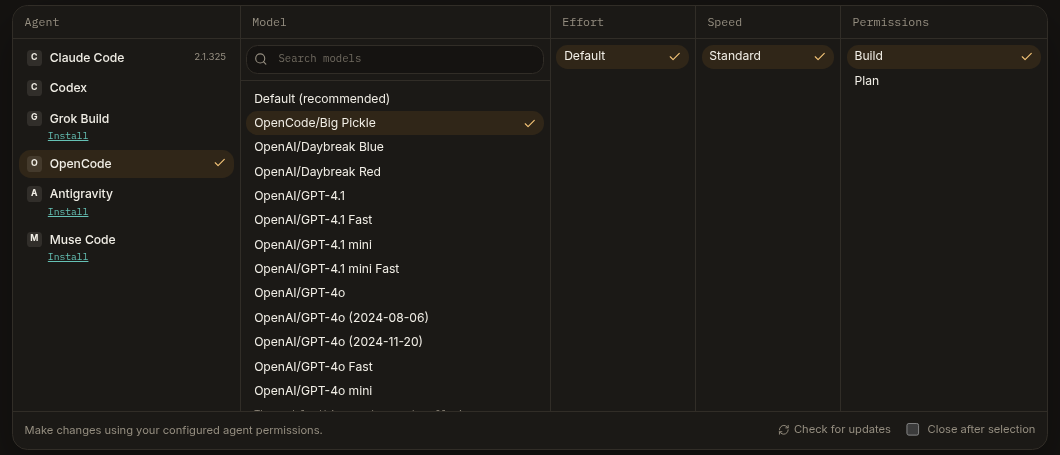 Agent
Model
Effort
Speed
Permissions
C Claude Code 2.1.325
C Codex
G Grok Build
Install
O OpenCode
A Antigravity
Install
M Muse Code
Install
Search models
Default (recommended)
OpenCode/Big Pickle
OpenAI/Daybreak Blue
OpenAI/Daybreak Red
OpenAI/GPT-4.1
OpenAI/GPT-4.1 Fast
OpenAI/GPT-4.1 mini
OpenAI/GPT-4.1 mini Fast
OpenAI/GPT-4o
OpenAI/GPT-4o (2024-08-06)
OpenAI/GPT-4o (2024-11-20)
OpenAI/GPT-4o Fast
OpenAI/GPT-4o mini
Default
Standard
Build
Plan
Make changes using your configured agent permissions.
Check for updates
Close after selection